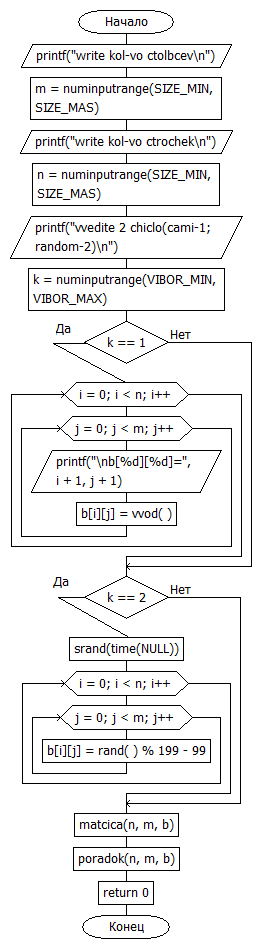 Начало
printf("write kol-vo ctolbcev\n")
m = numinputrange(SIZE_MIN,
SIZE_MAS)
printf("write kol-vo ctrochek\n")
n = numinputrange(SIZE_MIN,
SIZE_MAS)
printf("vvedite 2 chiclo(cami-1;
random-2)\n")
k = numinputrange(VIBOR_MIN,
VIBOR_MAX)
Да
k == 1
Нет
i = 0; i < n; i++
j = 0; j < m; j++
printf("\nb[%d][%d]=",
i + 1, j + 1)
b[i][j] = vvod( )
Да
k == 2
Нет
srand(time(NULL))
i = 0; i < n; i++
j = 0; j < m; j++
b[i][j] = rand( ) % 199 - 99
matcica(n, m, b)
poradok(n, m, b)
return 0
Конец